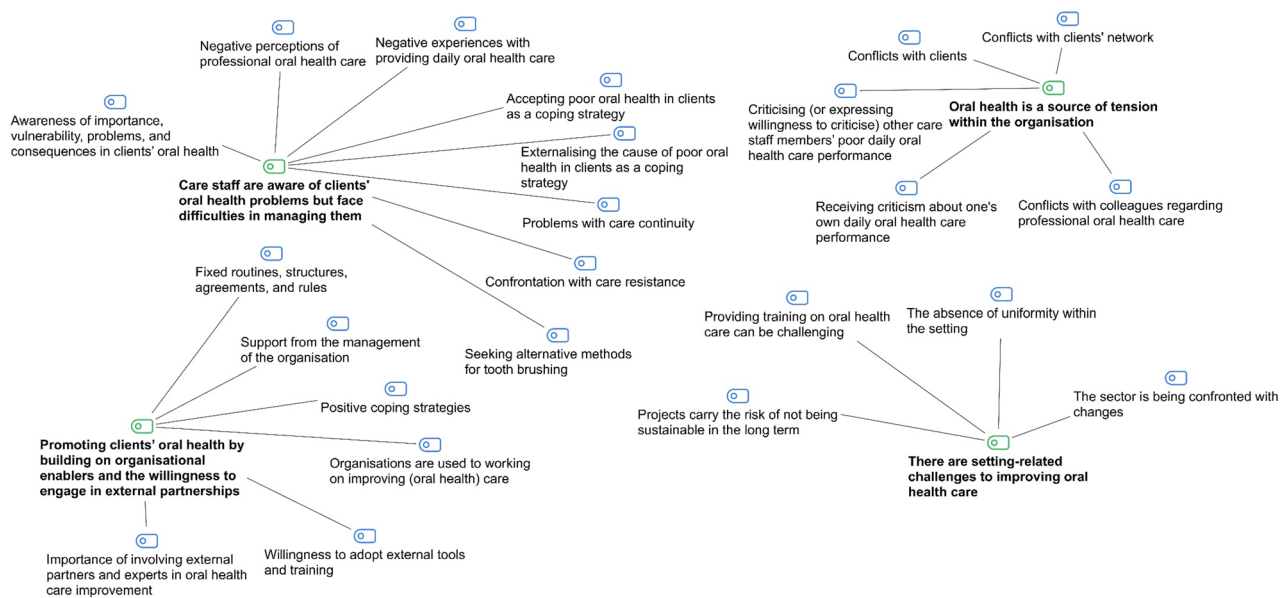 Negative perceptions of
professional oral health care
Negative experiences with
providing daily oral health care
Awareness of importance,
vulnerability, problems, and
consequences in clients' oral health
Accepting poor oral health in clients
as a coping strategy
Externalising the cause of poor oral
health in clients as a coping
strategy
Care staff are aware of clients'
oral health problems but face
difficulties in managing them
Problems with care continuity
Confrontation with care resistance
Seeking alternative methods
for tooth brushing
Conflicts with clients' network
Conflicts with clients
Criticising (or expressing
willingness to criticise) other care
staff members' poor daily oral
health care performance
Oral health is a source of tension
within the organisation
Receiving criticism about one's
own daily oral health care
performance
Conflicts with colleagues regarding
professional oral health care
Fixed routines, structures,
agreements, and rules
Support from the management
of the organisation
Positive coping strategies
Promoting clients' oral health by
building on organisational
enablers and the willingness to
engage in external partnerships
Organisations are used to working
on improving (oral health) care
Importance of involving external
partners and experts in oral health
care improvement
Willingness to adopt external tools
and training
Providing training on oral health
care can be challenging
The absence of uniformity within
the setting
Projects carry the risk of not being
sustainable in the long term
The sector is being confronted with
changes
There are setting-related
challenges to improving oral
health care